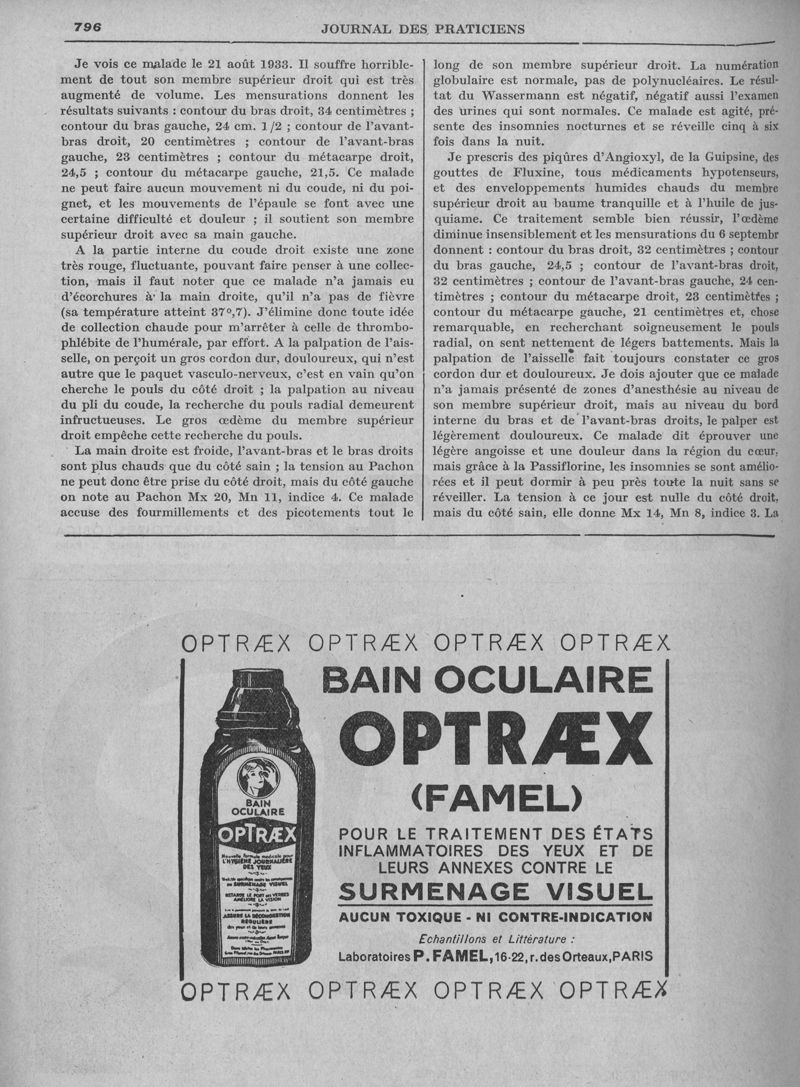 796
JOURNAL DES PRATICIENS
Je vois ce malade le 21 août 1933. Il souffre horrible-
ment de tout son membre supérieur droit qui est très
augmenté de volume. Les mensurations donnent les
résultats suivants : contour du bras droit, 34 centimètres ;
contour du bras gauche, 24 cm. 1/2 ; contour de l'avant-
bras droit, 20 centimètres ; contour de l'avant-bras
gauche, 23 centimètres ; contour du métacarpe droit,
24,5 ; contour du métacarpe gauche, 21,5. Ce malade
ne peut faire aucun mouvement ni du coude, ni du poi-
gnet, et les mouvements de l'épaule se font avec une
certaine difficulté et douleur ; il soutient son membre
supérieur droit avec sa main gauche.
A la partie interne du coude droit existe une zone
très rouge, fluctuante, pouvant faire penser à une collec-
tion, mais il faut noter que ce malade n'a jamais eu
d'écorchures à la main droite, qu'il n'a pas de fièvre
(sa température atteint 37°,7). J'élimine donc toute idée
de collection chaude pour m'arrêter à celle de thrombo-
phlébite de l'humérale, par effort. A la palpation de l'ais-
selle, on perçoit un gros cordon dur, douloureux, qui n'est
autre que le paquet vasculo-nerveux, c'est en vain qu'on
cherche le pouls du côté droit ; la palpation au niveau
du pli du coude, la recherche du pouls radial demeurent
infructueuses. Le gros œdème du membre supérieur
droit empêche cette recherche du pouls.
La main droite est froide, l'avant-bras et le bras droits
sont plus chauds que du côté sain ; la tension au Pachon
ne peut donc être prise du côté droit, mais du côté gauche
on note au Pachon Mx 20, Mn 11, indice 4. Ce malade
accuse des fourmillements et des picotements tout le
long de son membre supérieur droit. La numération
globulaire est normale, pas de polynucléaires. Le résul-
tat du Wassermann est négatif, négatif aussi l'examen
des urines qui sont normales. Ce malade est agité, pré-
sente des insomnies nocturnes et se réveille cinq à six
fois dans la nuit.
Je prescris des piqûres d'Angioxyl, de la Guipsine, des
gouttes de Fluxine, tous médicaments hypotenseurs,
et des enveloppements humides chauds du membre
supérieur droit au baume tranquille et à l'huile de jus-
quiame. Ce traitement semble bien réussir, l'œdème
diminue insensiblement et les mensurations du 6 septembr
donnent : contour du bras droit, 32 centimètres ; contour
du bras gauche, 24,5 ; contour de l'avant-bras droit,
32 centimètres ; contour de l'avant-bras gauche, 24 cen-
timètres ; contour du métacarpe droit, 23 centimètres ;
contour du métacarpe gauche, 21 centimètres et, chose
remarquable, en recherchant soigneusement le pouls
radial, on sent nettement de légers battements. Mais la
palpation de l'aisselle fait toujours constater ce gros
cordon dur et douloureux. Je dois ajouter que ce malade
n'a jamais présenté de zones d'anesthésie au niveau de
son membre supérieur droit, mais au niveau du bord
interne du bras et de l'avant-bras droits, le palper est
légèrement douloureux. Ce malade dit éprouver une
légère angoisse et une douleur dans la région du cœur,
mais grâce à la Passiflorine, les insomnies se sont amélio-
rées et il peut dormir à peu près toute la nuit sans se
réveiller. La tension à ce jour est nulle du côté droit,
mais du côté sain, elle donne Mx 14, Mn 8, indice 3. La
OPTRÆX OPTRÆX OPTRÆX OPTRÆX
BAIN OCULAIRE
OPTRÆX
(FAMEL)
POUR LE TRAITEMENT DES ÉTATS
INFLAMMATOIRES DES YEUX ET DE
LEURS ANNEXES CONTRE LE
SURMENAGE VISUEL
AUCUN TOXIQUE - NI CONTRE-INDICATION
Echantillons et Littérature :
Laboratoires P. FAMEL, 16-22, r. des Orteaux, PARIS
BAIN
OCULAIRE
OPTRÆX
Nouvelle formule médicale pour
L'HYGIÈNE JOURNALIÈRE
DES YEUX
SURMENAGE VISUEL
RETARDE LE PORT DES VERRES
AMÉLIORE LA VISION
ASSURE LA DÉCONGESTION
RÉGULIÈRE
des yeux et de leurs annexes
OPTRÆX OPTRÆX OPTRÆX OPTRÆX